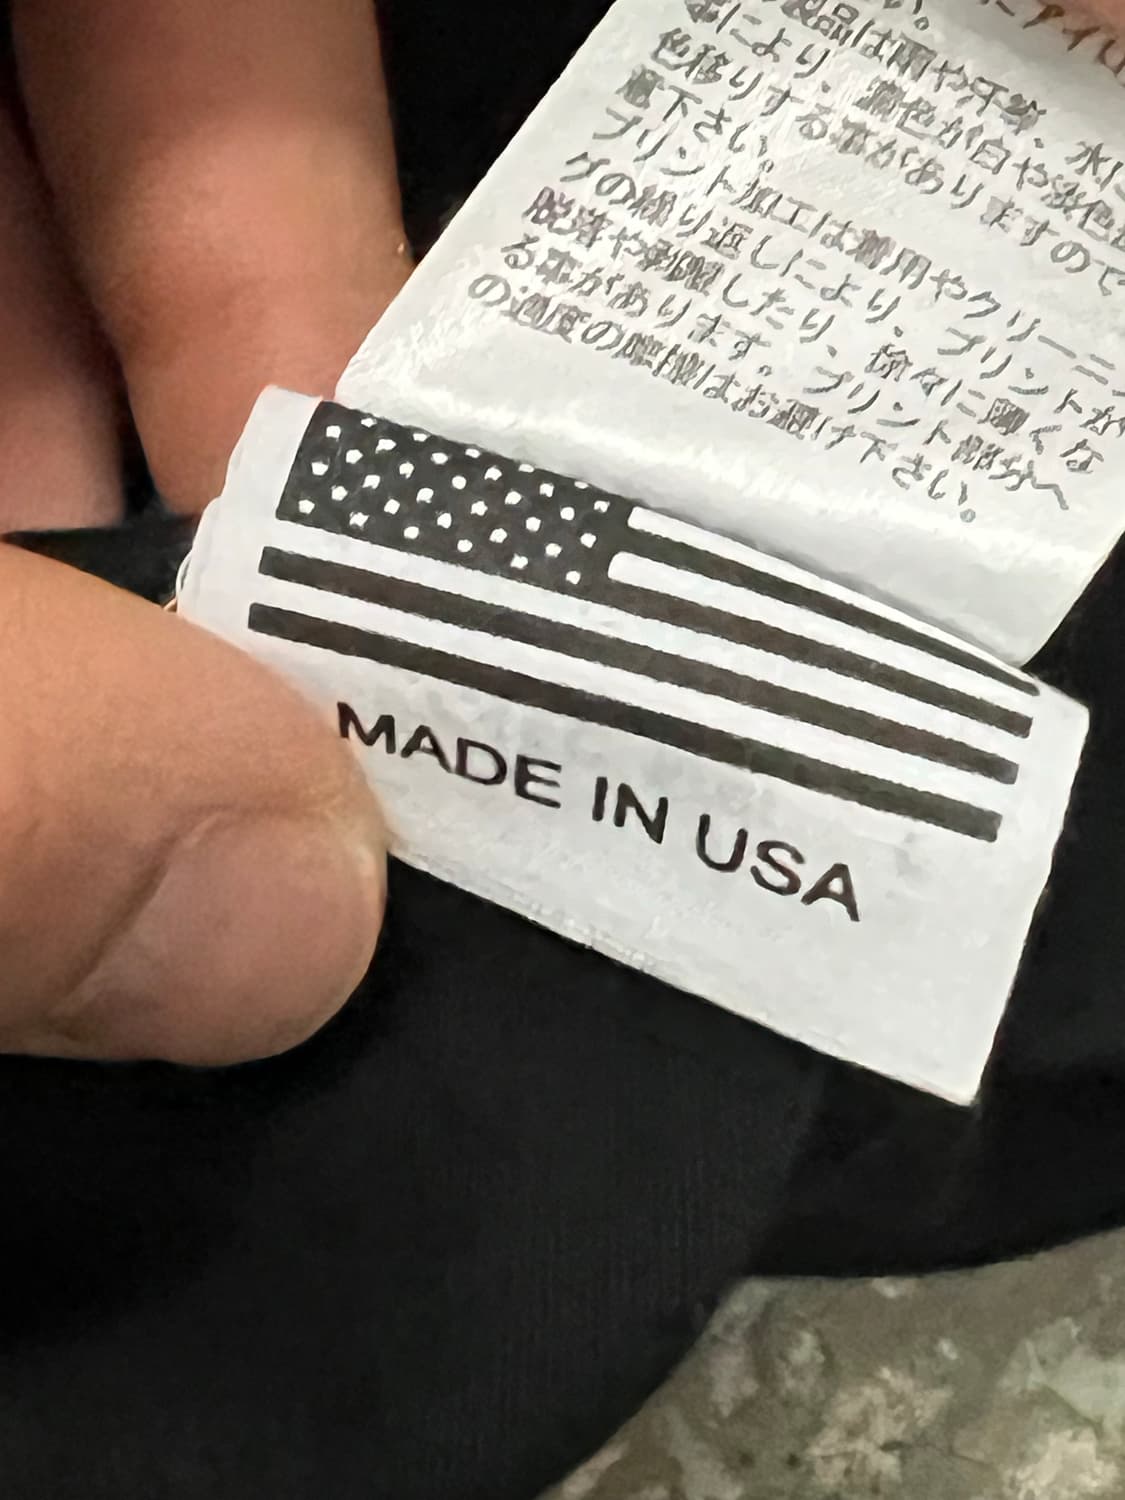 い。
アイロ
製品は雨や汗等、水に
より、濃色が白や淡色
色移りする事がありますので
下さい。
プリント加工は着用やクリーニ
グの繰り返しにより、プリントが
脱落や剥離したり、徐々に薄くな
る事があります。プリント部分へ
の過度の摩擦はお避け下さい。
MADE IN USA